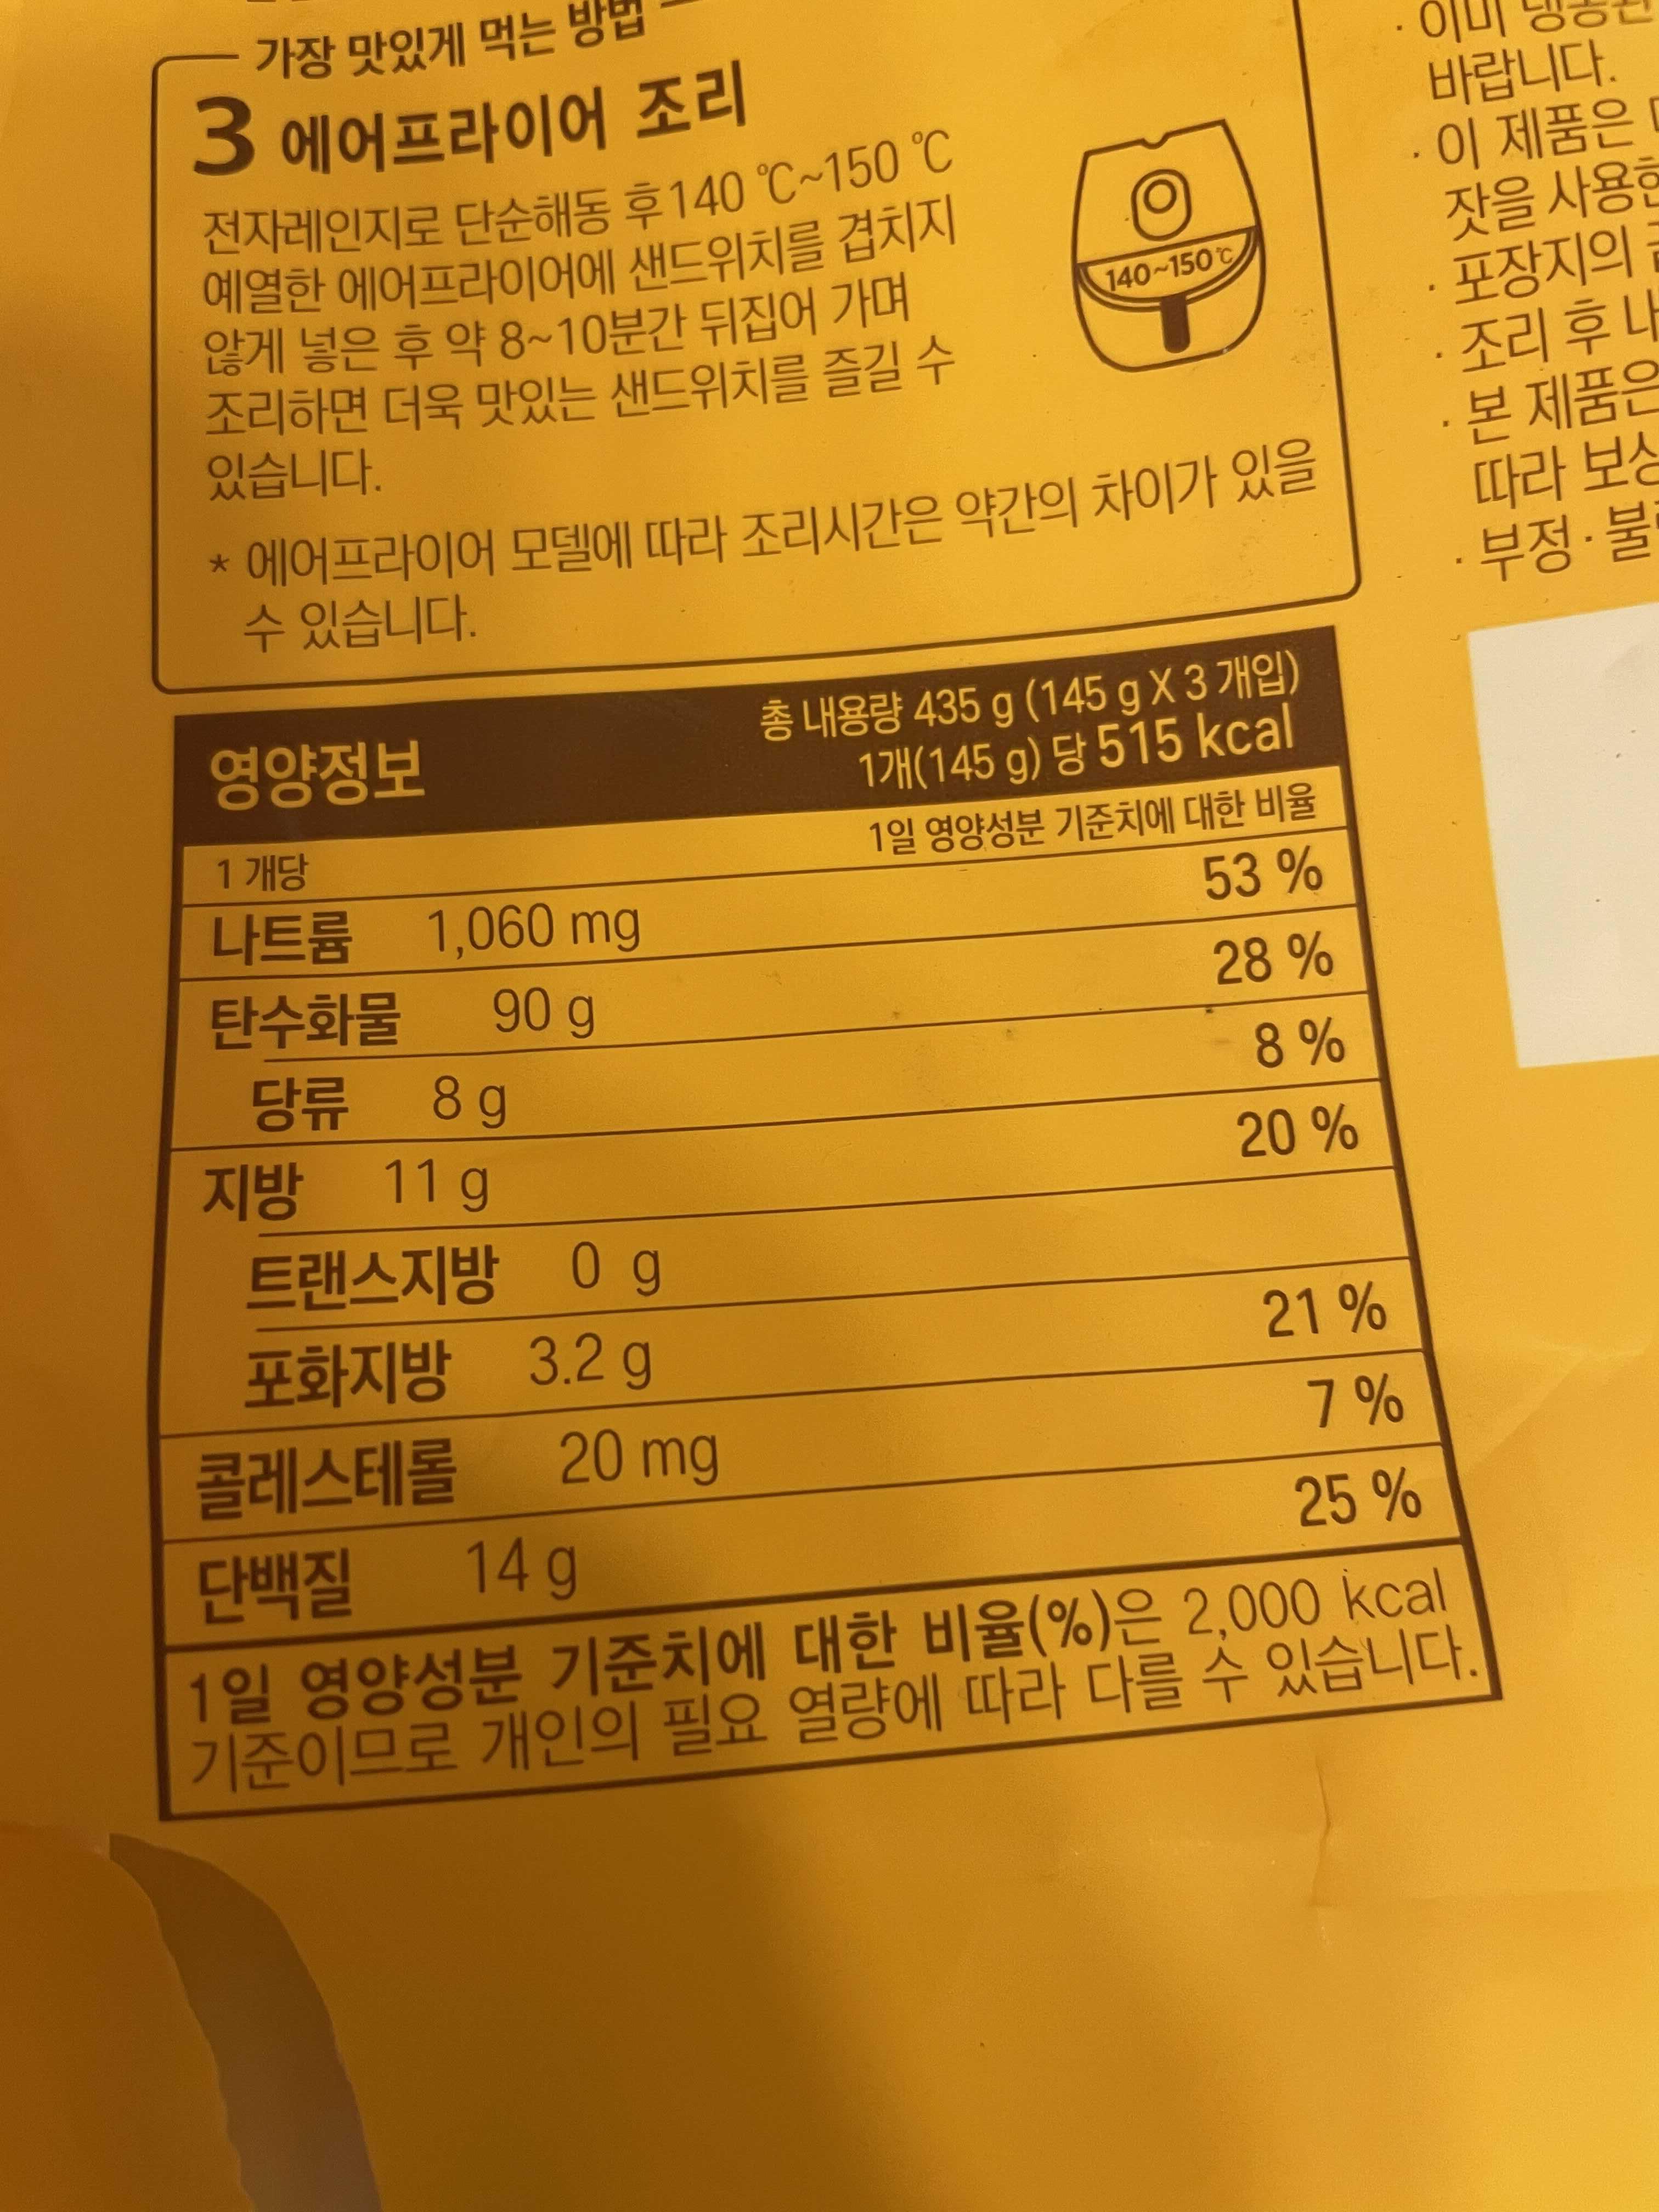 가장 맛있게 먹는 방법
3 에어프라이어 조리
전자레인지로 단순해동 후 140 ℃~150 ℃
예열한 에어프라이어에 샌드위치를 겹치지
않게 넣은 후 약 8~10분간 뒤집어 가며
조리하면 더욱 맛있는 샌드위치를 즐길 수
있습니다.
140~150℃
* 에어프라이어 모델에 따라 조리시간은 약간의 차이가 있을
수 있습니다.
· 이미
바랍니다.
· 이 제품은
잣을
· 포장지의
· 조리 후
· 본 제품은
따라
· 부정·
영양정보
총 내용량 435 g (145 g X 3 개입)
1개(145 g) 당 515 kcal
1 개당 1일 영양성분 기준치에 대한 비율
나트륨 1,060 mg 53 %
탄수화물 90 g 28 %
당류 8 g 8 %
지방 11 g 20 %
트랜스지방 0 g
포화지방 3.2 g 21 %
콜레스테롤 20 mg 7 %
단백질 14 g 25 %
1일 영양성분 기준치에 대한 비율(%)은 2,000 kcal
기준이므로 개인의 필요 열량에 따라 다를 수 있습니다.